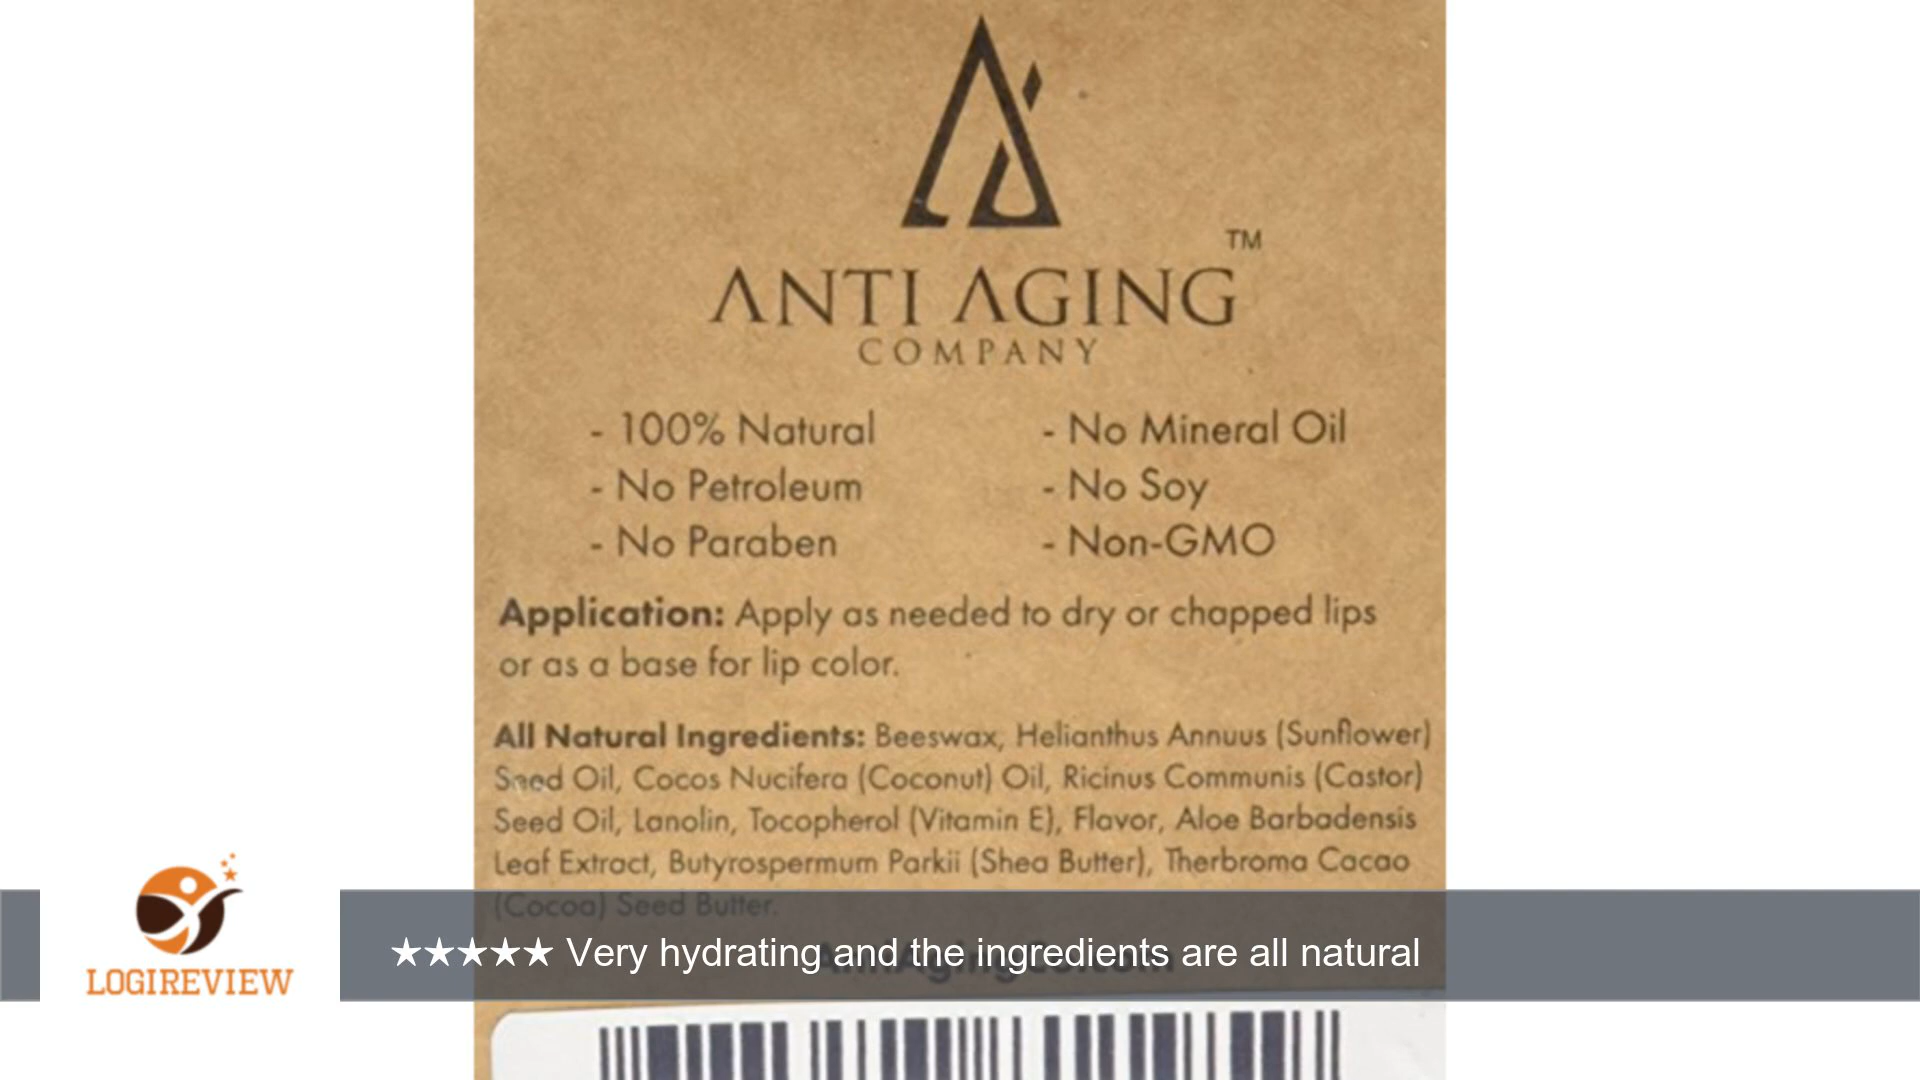 TM
ANTI AGING
COMPANY
- 100% Natural
- No Mineral Oil
- No Petroleum
- No Soy
- No Paraben
- Non-GMO
Application: Apply as needed to dry or chapped lips
or as a base for lip color.
All Natural Ingredients: Beeswax, Helianthus Annuus (Sunflower)
Seed Oil, Cocos Nucifera (Coconut) Oil, Ricinus Communis (Castor)
Seed Oil, Lanolin, Tocopherol (Vitamin E), Flavor, Aloe Barbadensis
Leaf Extract, Butyrospermum Parkii (Shea Butter), Therbroma Cacao
(Cocoa) Seed Butter.
★★★★★ Very hydrating and the ingredients are all natural
LOGIREVIEW